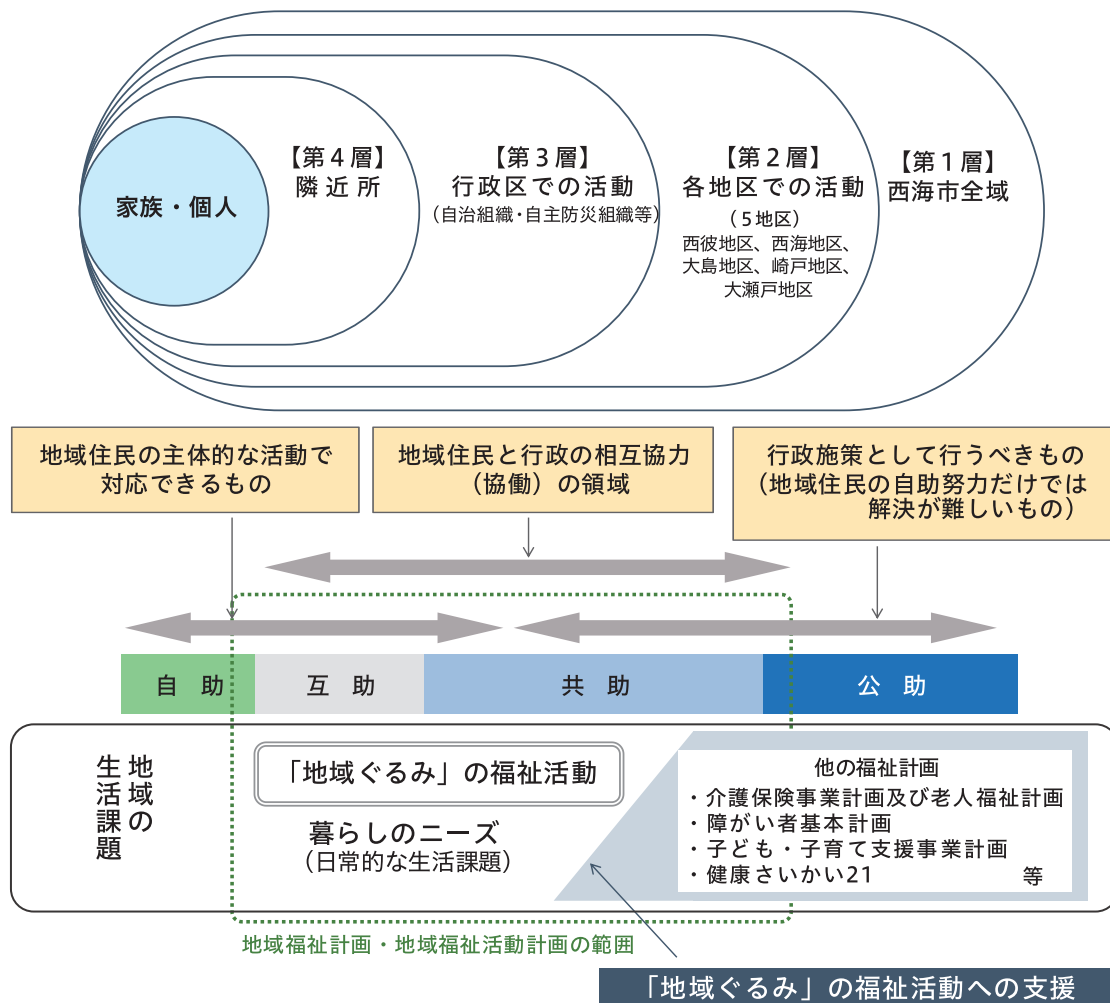 家族・個人
【第４層】
隣近所
【第３層】
行政区での活動
（自治組織・自主防災組織等）
【第２層】
各地区での活動
（５地区）
西彼地区、西海地区、
大島地区、崎戸地区、
大瀬戸地区
【第１層】
西海市全域
地域住民の主体的な活動で
対応できるもの
地域住民と行政の相互協力
（協働）の領域
行政施策として行うべきもの
（地域住民の自助努力だけでは
解決が難しいもの）
自　助
互　助
共　助
公　助
地域の
生活課題
「地域ぐるみ」の福祉活動
暮らしのニーズ
（日常的な生活課題）
他の福祉計画
・介護保険事業計画及び老人福祉計画
・障がい者基本計画
・子ども・子育て支援事業計画
・健康さいかい21　等
地域福祉計画・地域福祉活動計画の範囲
「地域ぐるみ」の福祉活動への支援